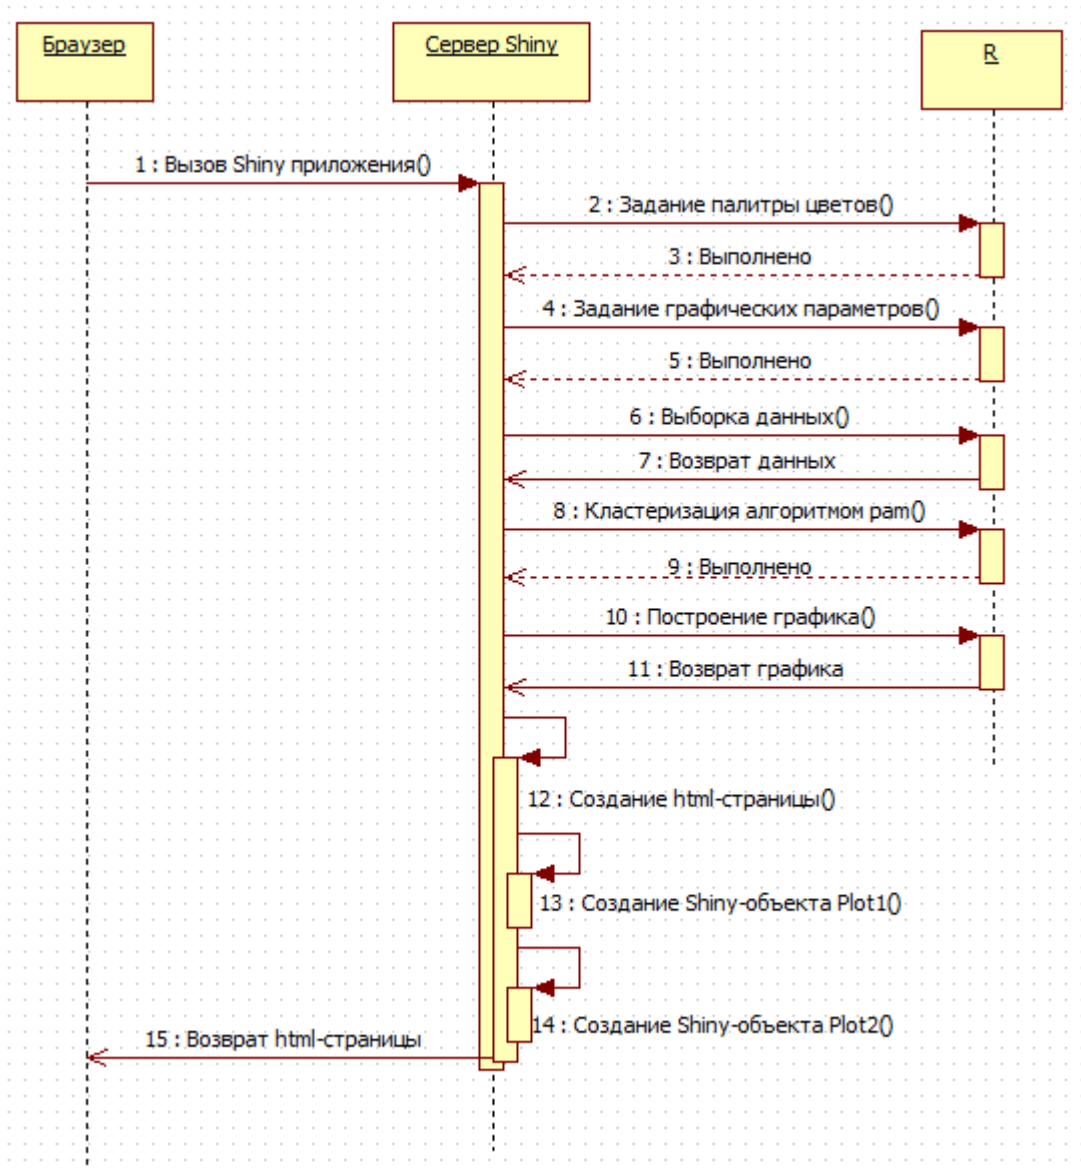 Браузер
Сервер Shiny
R
1 : Вызов Shiny приложения()
2 : Задание палитры цветов()
3 : Выполнено
4 : Задание графических параметров()
5 : Выполнено
6 : Выборка данных()
7 : Возврат данных
8 : Кластеризация алгоритмом pam()
9 : Выполнено
10 : Построение графика()
11 : Возврат графика
12 : Создание html-страницы()
13 : Создание Shiny-объекта Plot1()
14 : Создание Shiny-объекта Plot2()
15 : Возврат html-страницы